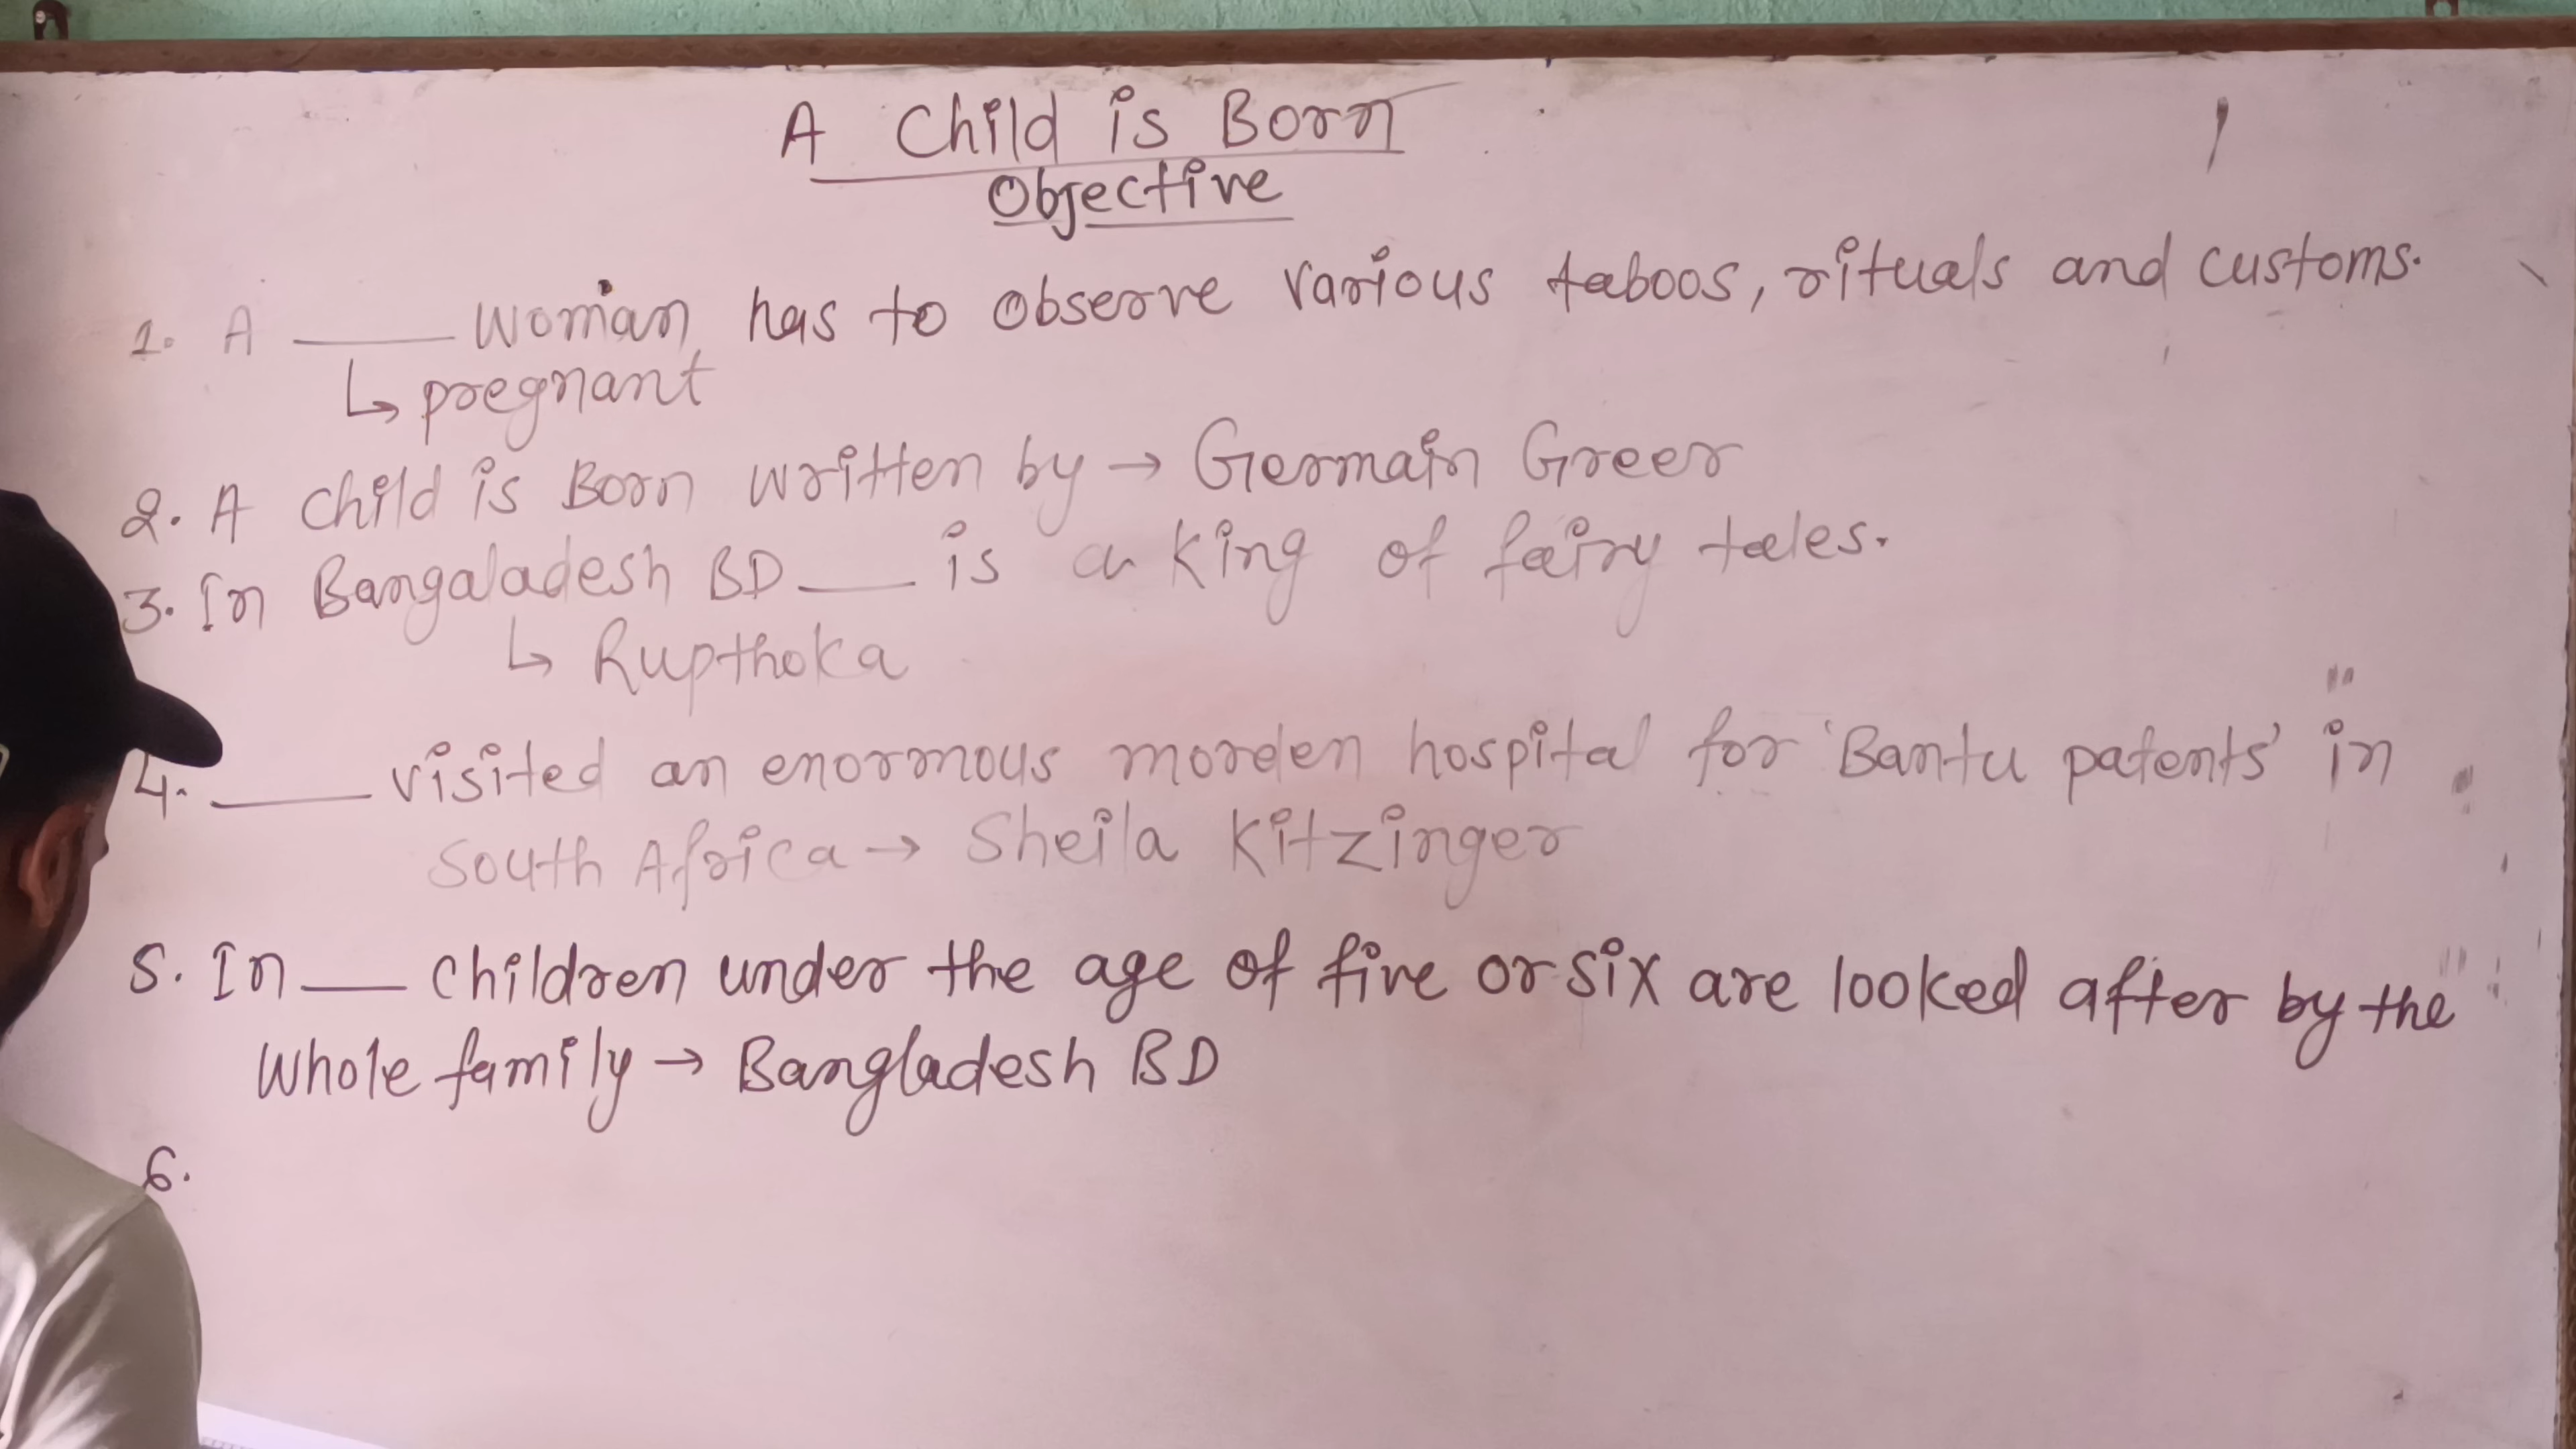 A Child is Born
Objective
1. A ____ Woman has to observe various taboos, rituals and customs.
↳ pregnant
2. A child is Born written by → Germain Greer
3. In Bangaladesh BD ____ is a king of fairy tales.
↳ Rupthoka
4. ____ visited an enormous morden hospital for 'Bantu patents' in
South Africa → Sheila Kitzinger
5. In ____ children under the age of five or six are looked after by the
whole family → Bangladesh BD
6.